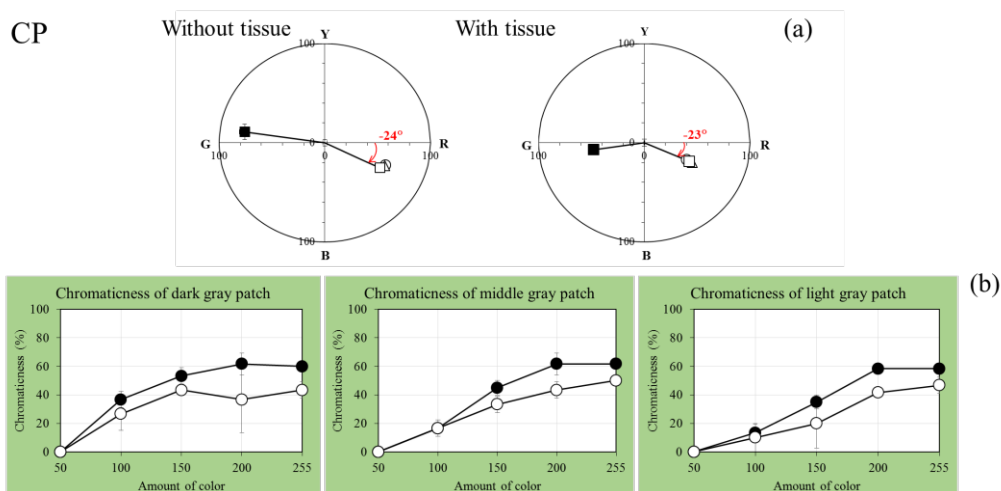 CP
Without tissue
With tissue
(a)
Y
100
G
100
0
-24°
R
100
100
B
Y
100
G
100
0
-23°
R
100
100
B
(b)
Chromaticness of dark gray patch
Chromaticness (%)
100
80
60
40
20
0
50 100 150 200 255
Amount of color
Chromaticness of middle gray patch
Chromaticness (%)
100
80
60
40
20
0
50 100 150 200 255
Amount of color
Chromaticness of light gray patch
Chromaticness (%)
100
80
60
40
20
0
50 100 150 200 255
Amount of color